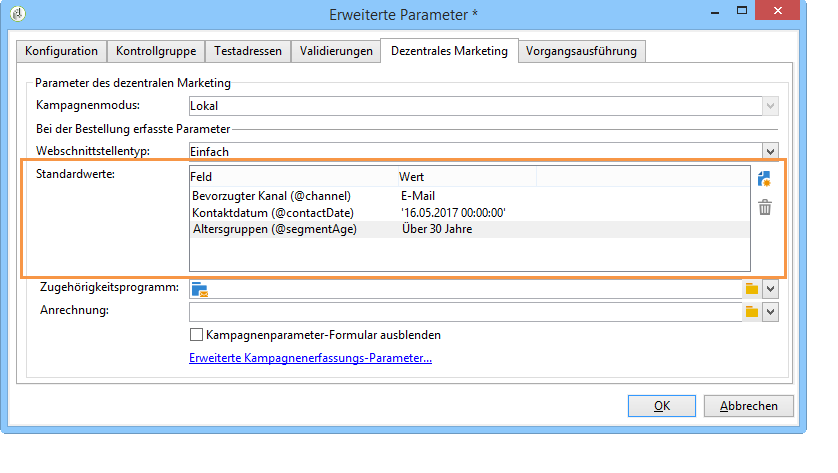 Erweiterte Parameter *
Konfiguration Kontrollgruppe Testadressen Validierungen Dezentrales Marketing Vorgangsausführung
Parameter des dezentralen Marketing
Kampagnenmodus: Lokal
Bei der Bestellung erfasste Parameter
Webschnittstellentyp: Einfach
Standardwerte: Feld Wert
Bevorzugter Kanal (@channel) E-Mail
Kontaktdatum (@contactDate) '16.05.2017 00:00:00'
Altersgruppen (@segmentAge) Über 30 Jahre
Zugehörigkeitsprogramm:
Anrechnung:
Kampagnenparameter-Formular ausblenden
Erweiterte Kampagnenerfassungs-Parameter...
OK Abbrechen